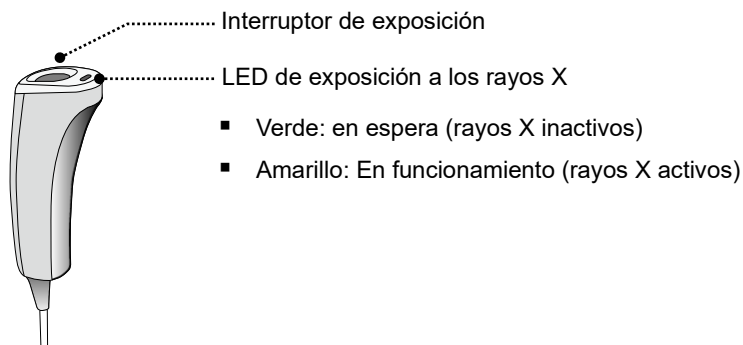 Interruptor de exposición
LED de exposición a los rayos X
▪ Verde: en espera (rayos X inactivos)
▪ Amarillo: En funcionamiento (rayos X activos)